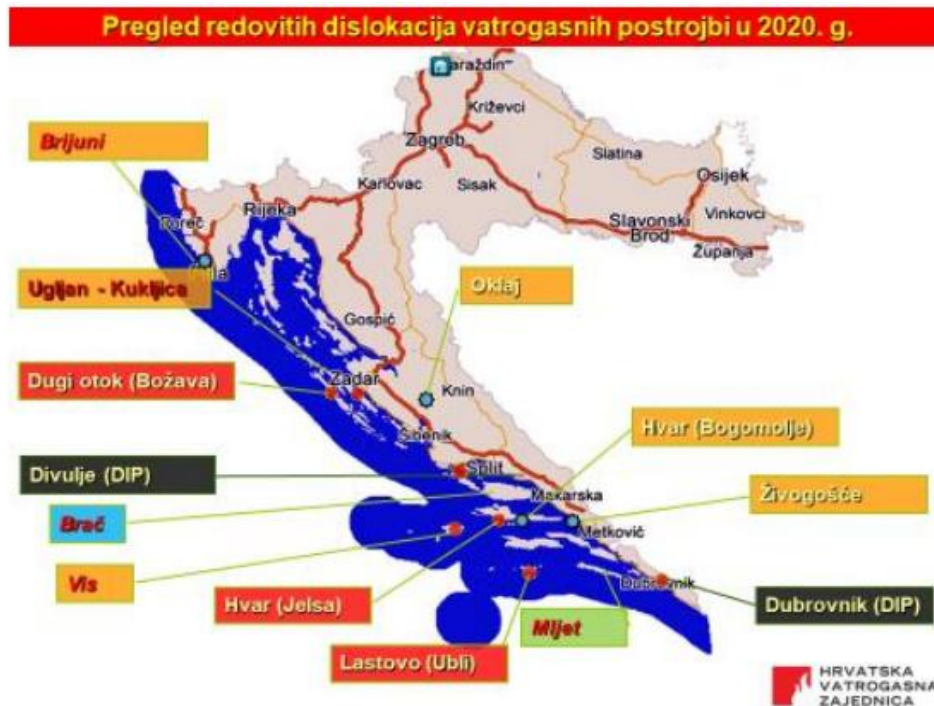 Pregled redovitih dislokacija vatrogasnih postrojbi u 2020. g.
araždin
Križevci
Brijuni
Zagreb
Slatina
Osijek
Karlovac
Sisak
Rijeka
Slavonski
Brod
Vinkovci
Poreč
Županja
Ugljan - Kukljica
Oklaj
Gospić
Dugi otok (Božava)
Zadar
Knin
Šibenik
Hvar (Bogomolje)
Divulje (DIP)
Split
Makarska
Živogošće
Brač
Metković
Vis
Hvar (Jelsa)
Dubrovnik
Dubrovnik (DIP)
Mljet
Lastovo (Ubli)
HRVATSKA
VATROGASNA
ZAJEDNICA